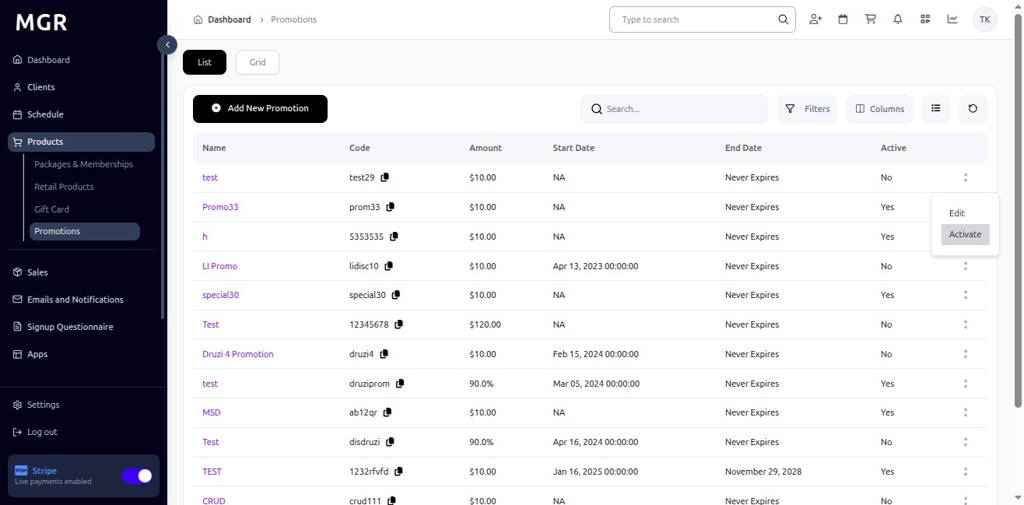 MGR
Dashboard
Clients
Schedule
Products
Packages & Memberships
Retail Products
Gift Card
Promotions
Sales
Emails and Notifications
Signup Questionnaire
Apps
Settings
Log out
Stripe
Live payments enabled
Dashboard > Promotions
Type to search
TK
List Grid
Add New Promotion
Search...
Filters
Columns
Name Code Amount Start Date End Date Active
test test29 $10.00 NA Never Expires No
Promo33 prom33 $10.00 NA Never Expires Yes
h 5353535 $10.00 NA Never Expires Yes
LI Promo lidisc10 $10.00 Apr 13, 2023 00:00:00 Never Expires No
special30 special30 $10.00 NA Never Expires Yes
Test 12345678 $120.00 NA Never Expires No
Druzi 4 Promotion druzi4 $10.00 Feb 15, 2024 00:00:00 Never Expires No
test druziprom 90.0% Mar 05, 2024 00:00:00 Never Expires Yes
MSD ab12qr $10.00 NA Never Expires Yes
Test disdruzi 90.0% Apr 16, 2024 00:00:00 Never Expires No
TEST 1232rfvfd $10.00 Jan 16, 2025 00:00:00 November 29, 2028 Yes
CRUD crud111 $10.00 NA Never Expires Yes
Edit
Activate